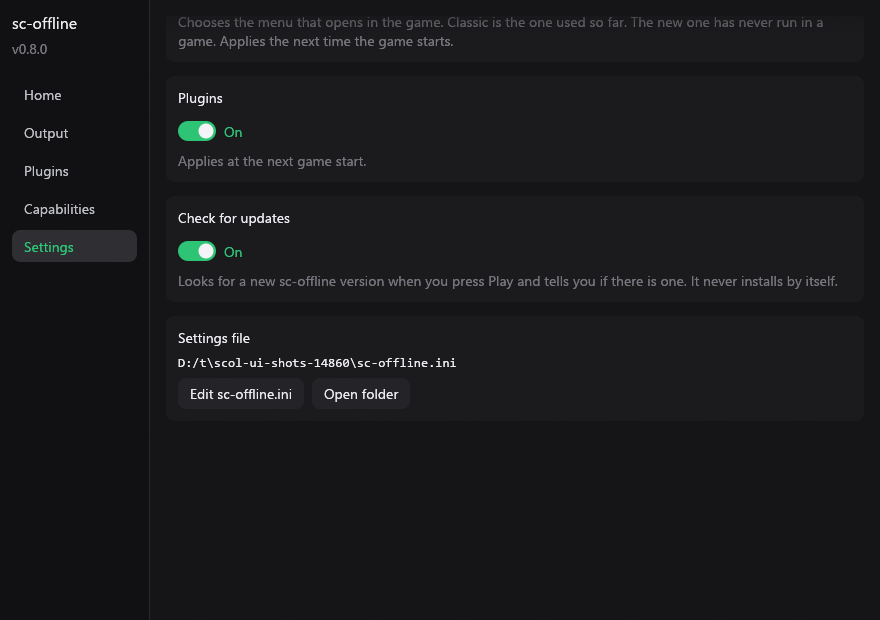 sc-offline
v0.8.0
Home
Output
Plugins
Capabilities
Settings
Chooses the menu that opens in the game. Classic is the one used so far. The new one has never run in a
game. Applies the next time the game starts.
Plugins
On
Applies at the next game start.
Check for updates
On
Looks for a new sc-offline version when you press Play and tells you if there is one. It never installs by itself.
Settings file
D:/t\scol-ui-shots-14860\sc-offline.ini
Edit sc-offline.ini
Open folder